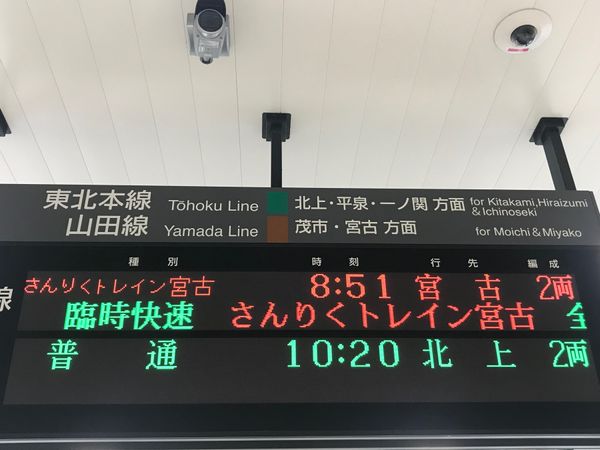 東北本線 Tōhoku Line 北上・平泉・一ノ関 方面 for Kitakami, Hiraizumi & Ichinoseki
山田線 Yamada Line 茂市・宮古 方面 for Moichi & Miyako
種別 時刻 行先 編成
線
さんりくトレイン宮古 8:51 宮古 2両
臨時快速 さんりくトレイン宮古 全
普通 10:20 北上 2両